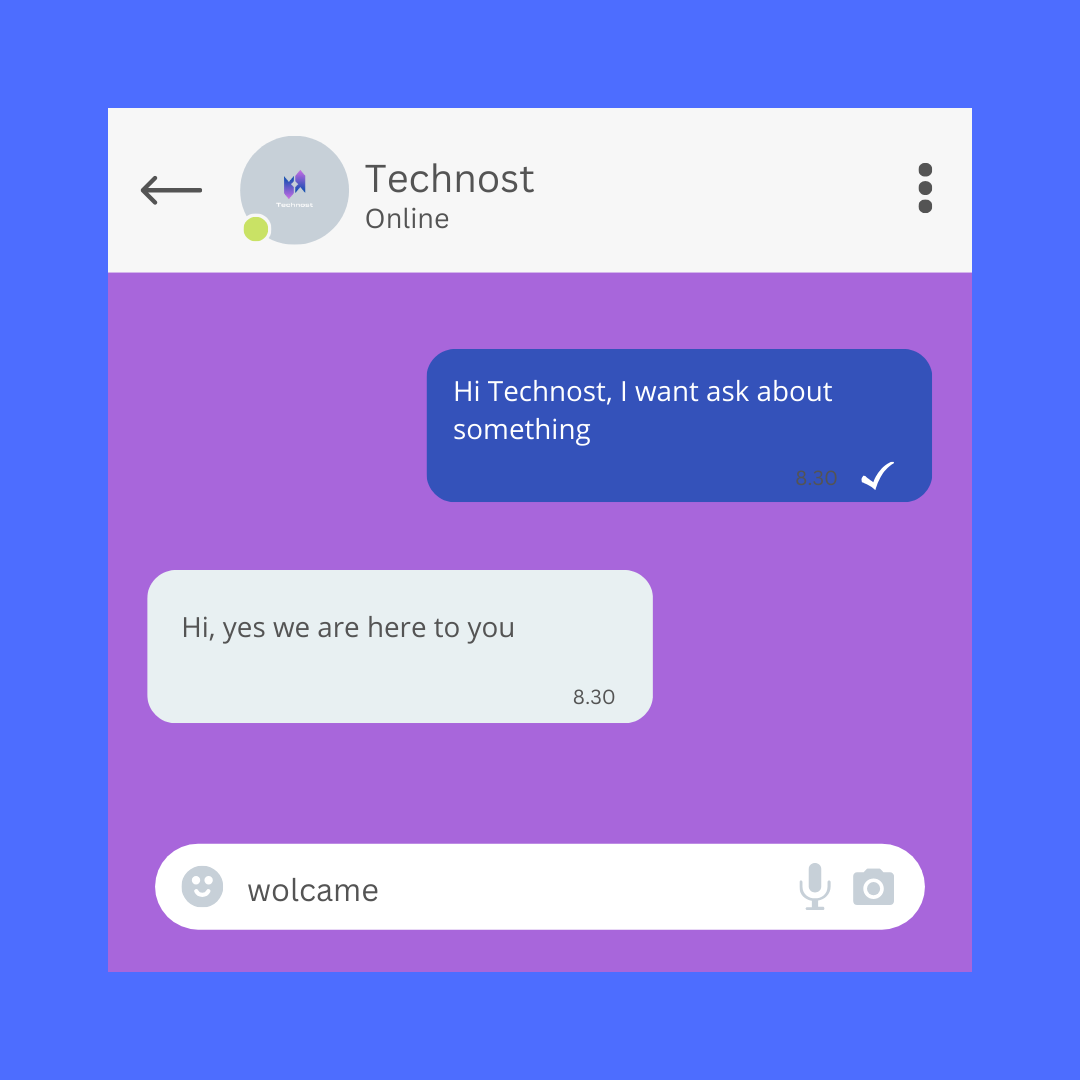 Technost
Technost
Online
Hi Technost, I want ask about
something
8.30
Hi, yes we are here to you
8.30
wolcame